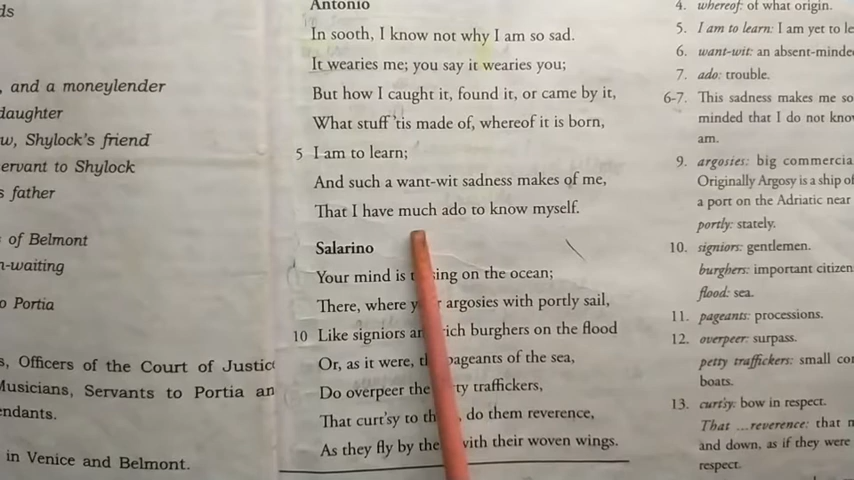 ds
, and a moneylender
daughter
w, Shylock's friend
ervant to Shylock
s father
of Belmont
n-waiting
o Portia
s, Officers of the Court of Justic
Musicians, Servants to Portia an
endants.
in Venice and Belmont.
Antonio
In sooth, I know not why I am so sad.
It wearies me; you say it wearies you;
But how I caught it, found it, or came by it,
What stuff 'tis made of, whereof it is born,
5 I am to learn;
And such a want-wit sadness makes of me,
That I have much ado to know myself.
Salarino
Your mind is t sing on the ocean;
There, where y r argosies with portly sail,
10 Like signiors an rich burghers on the flood
Or, as it were, th pageants of the sea,
Do overpeer the ty traffickers,
That curt'sy to th , do them reverence,
As they fly by the with their woven wings.
4. whereof: of what origin.
5. I am to learn: I am yet to le
6. want-wit: an absent-minde
7. ado: trouble.
6-7. This sadness makes me so
minded that I do not know
am.
9. argosies: big commercia
Originally Argosy is a ship of
a port on the Adriatic near
portly: stately.
10. signiors: gentlemen.
burghers: important citizen
flood: sea.
11. pageants: processions.
12. overpeer: surpass.
petty traffickers: small co
boats.
13. curt'sy: bow in respect.
That ...reverence: that m
and down, as if they were
respect.